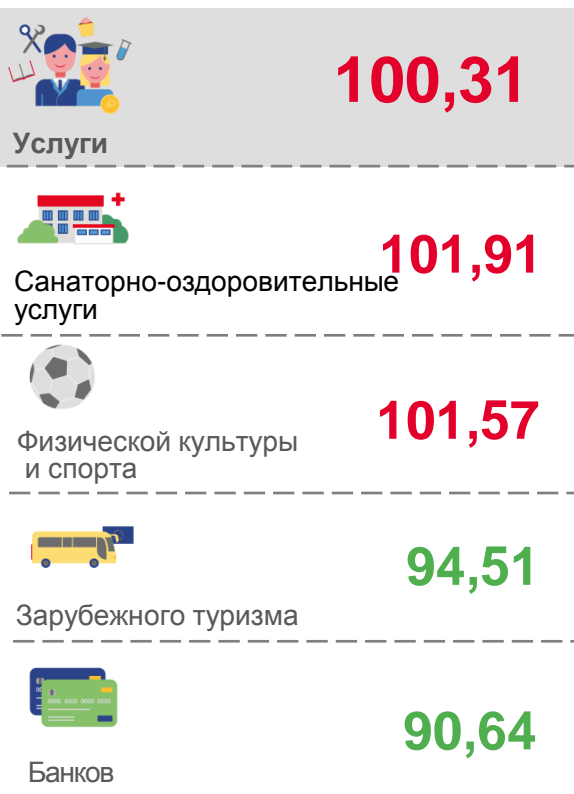 100,31
Услуги
101,91
Санаторно-оздоровительные
услуги
101,57
Физической культуры
и спорта
94,51
Зарубежного туризма
90,64
Банков